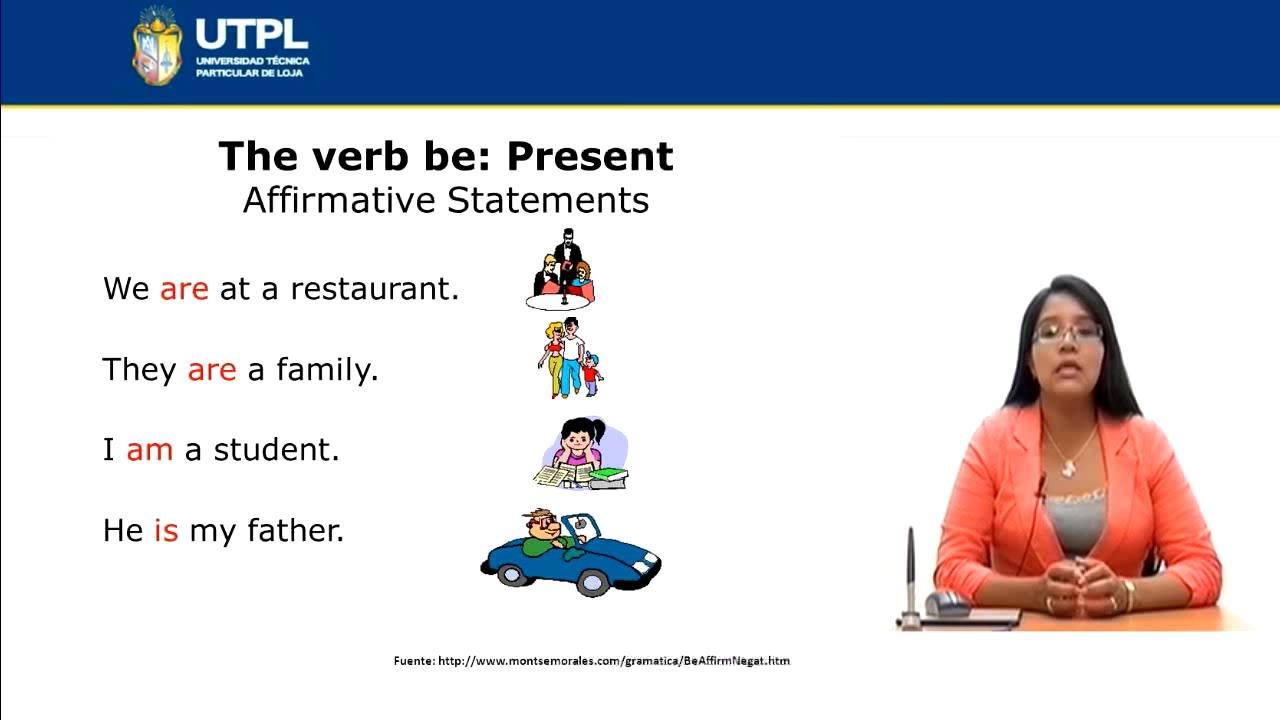 UTPL
UNIVERSIDAD TÉCNICA
PARTICULAR DE LOJA
The verb be: Present
Affirmative Statements
We are at a restaurant.
They are a family.
I am a student.
He is my father.
Fuente: http://www.montsemorales.com/gramatica/BeAffirmNegat.htm